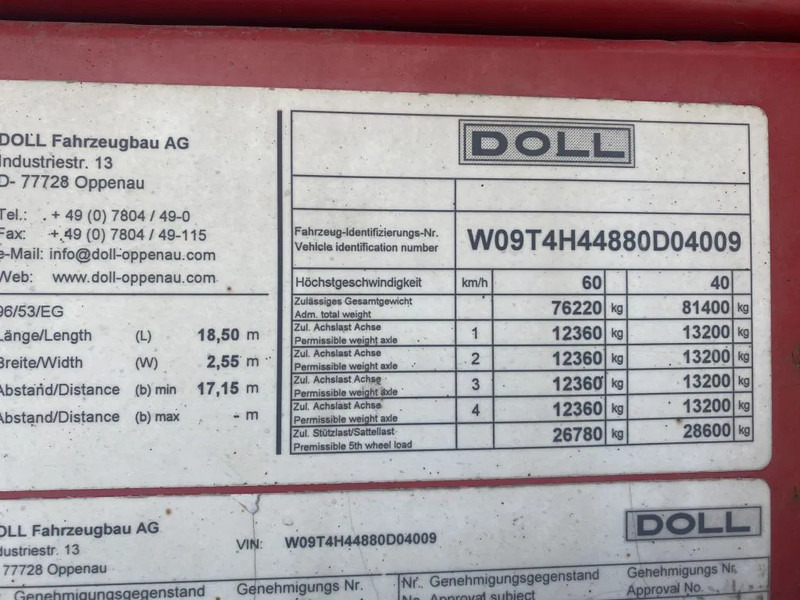 DOLL Fahrzeugbau AG
Industriestr. 13
D- 77728 Oppenau
Tel.: + 49 (0) 7804 / 49-0
Fax: + 49 (0) 7804 / 49-115
e-Mail: info@doll-oppenau.com
Web: www.doll-oppenau.com
96/53/EG
Länge/Length (L) 18,50 m
Breite/Width (W) 2,55 m
Abstand/Distance (b) min 17,15 m
Abstand/Distance (b) max - m
DOLL
Fahrzeug-Identifizierungs-Nr.
Vehicle identification number
W09T4H44880D04009
Höchstgeschwindigkeit km/h 60 40
Zulässiges Gesamtgewicht
Adm. total weight
76220 kg 81400 kg
Zul. Achslast Achse
Permissible weight axle
1 12360 kg 13200 kg
Zul. Achslast Achse
Permissible weight axle
2 12360 kg 13200 kg
Zul. Achslast Achse
Permissible weight axle
3 12360 kg 13200 kg
Zul. Achslast Achse
Permissible weight axle
4 12360 kg 13200 kg
Zul. Stützlast/Sattellast
Premissible 5th wheel load
26780 kg 28600 kg
OLL Fahrzeugbau AG
dustriestr. 13
77728 Oppenau
VIN: W09T4H44880D04009
DOLL
Genehmigungsgegenstand
Genehmigungs Nr.
Nr. Genehmigungsgegenstand
No. Approval subject
Genehmigungs Nr.
Approval No.